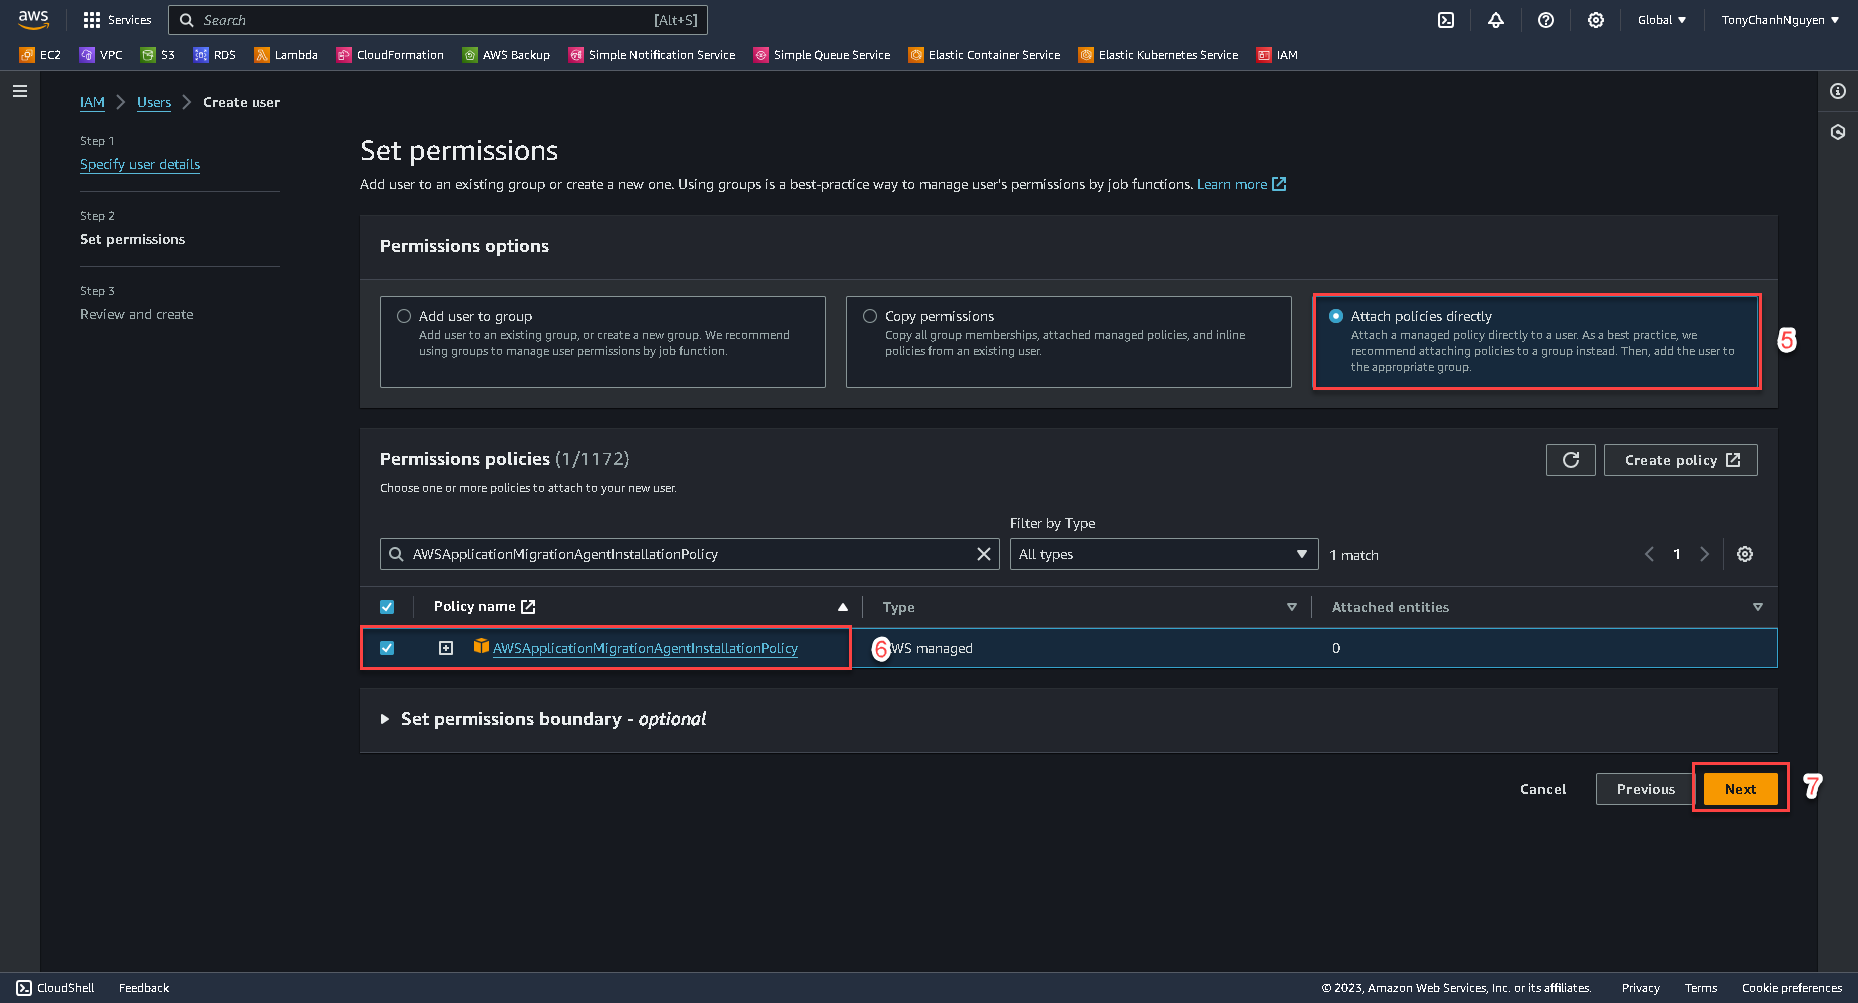 aws
Services
Search
[Alt+S]
Global
TonyChanhNguyen
EC2
VPC
S3
RDS
Lambda
CloudFormation
AWS Backup
Simple Notification Service
Simple Queue Service
Elastic Container Service
Elastic Kubernetes Service
IAM
IAM
Users
Create user
Step 1
Specify user details
Step 2
Set permissions
Step 3
Review and create
Set permissions
Add user to an existing group or create a new one. Using groups is a best-practice way to manage user's permissions by job functions. Learn more
Permissions options
Add user to group
Add user to an existing group, or create a new group. We recommend
using groups to manage user permissions by job function.
Copy permissions
Copy all group memberships, attached managed policies, and inline
policies from an existing user.
Attach policies directly
Attach a managed policy directly to a user. As a best practice, we
recommend attaching policies to a group instead. Then, add the user to
the appropriate group.
5
Permissions policies (1/1172)
Choose one or more policies to attach to your new user.
Create policy
Filter by Type
AWSApplicationMigrationAgentInstallationPolicy
All types
1 match
1
Policy name
Type
Attached entities
AWSApplicationMigrationAgentInstallationPolicy
6
WS managed
0
Set permissions boundary - optional
Cancel
Previous
Next
7
CloudShell
Feedback
© 2023, Amazon Web Services, Inc. or its affiliates.
Privacy
Terms
Cookie preferences